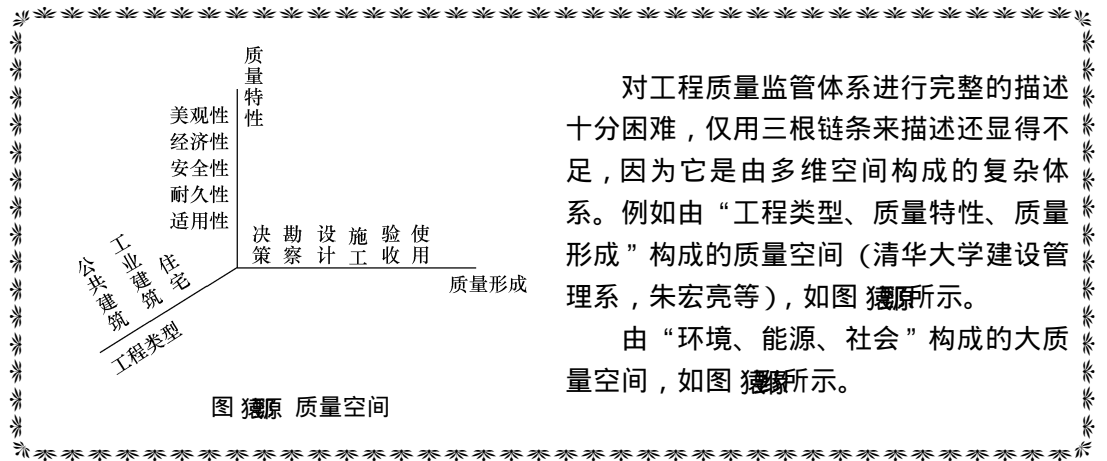 质量特性
美观性
经济性
安全性
耐久性
适用性
决策
勘察
设计
施工
验收
使用
质量形成
住宅
工业建筑
公共建筑
工程类型
图 质量空间
对工程质量监管体系进行完整的描述
十分困难，仅用三根链条来描述还显得不
足，因为它是由多维空间构成的复杂体
系。例如由“工程类型、质量特性、质量
形成”构成的质量空间（清华大学建设管
理系，朱宏亮等），如图 所示。
由“环境、能源、社会”构成的大质
量空间，如图 所示。